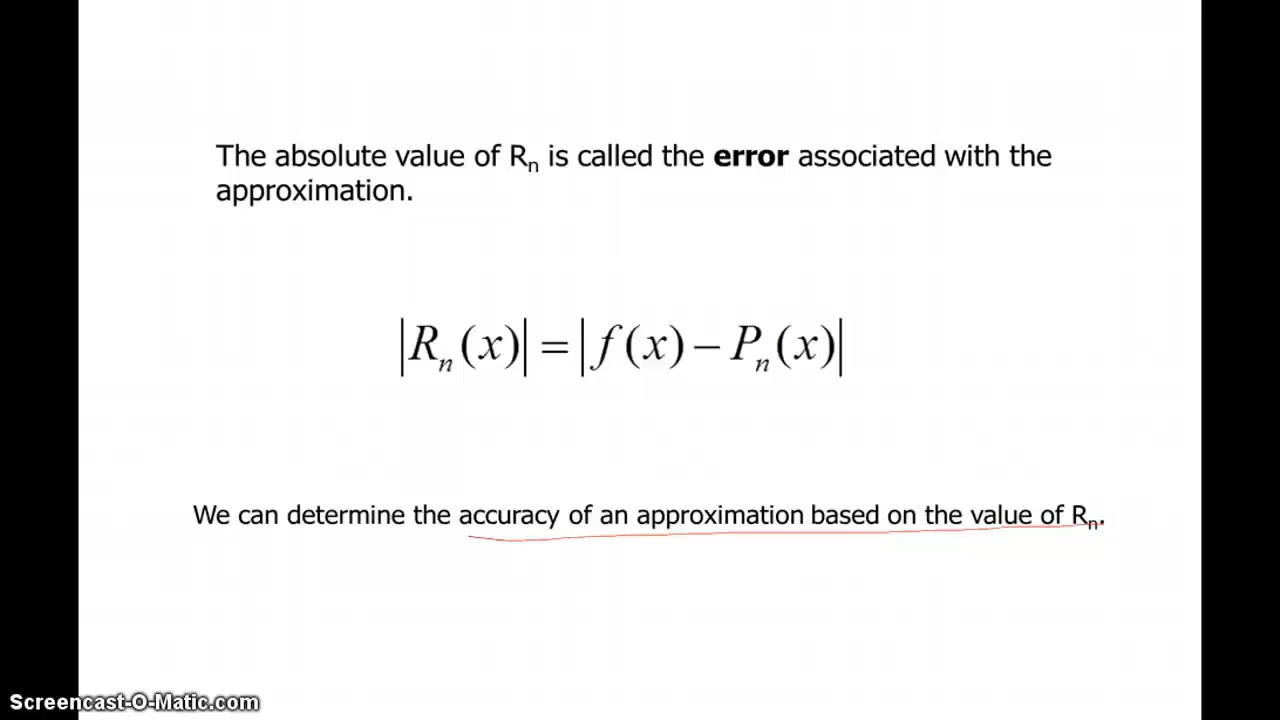 The absolute value of Rₙ is called the error associated with the
approximation.
|Rₙ(x)| = |f(x) − Pₙ(x)|
We can determine the accuracy of an approximation based on the value of Rₙ.
Screencast-O-Matic.com